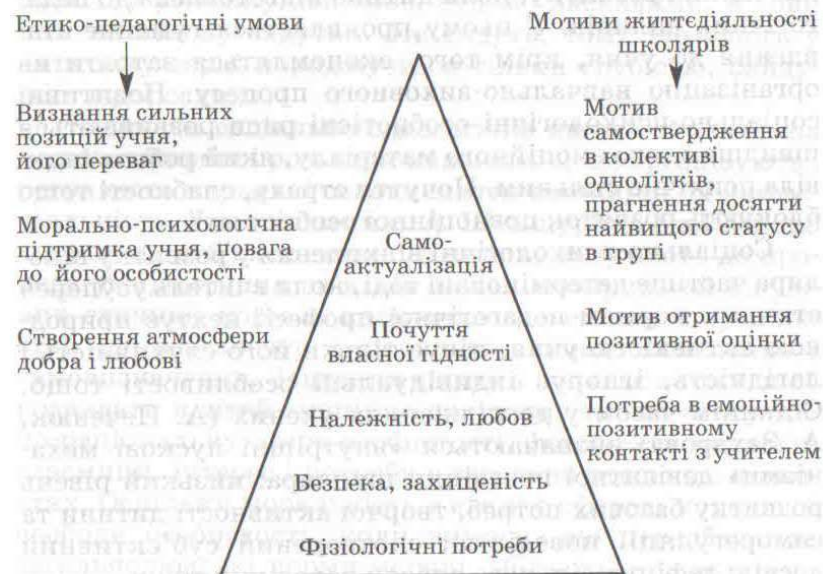 Етико-педагогічні умови
Визнання сильних
позицій учня,
його переваг
Морально-психологічна
підтримка учня, повага
до його особистості
Створення атмосфери
добра і любові
Само-
актуалізація
Почуття
власної гідності
Належність, любов
Безпека, захищеність
Фізіологічні потреби
Мотиви життєдіяльності
школярів
Мотив
самоствердження
в колективі
однолітків,
прагнення досягти
найвищого статусу
в групі
Мотив отримання
позитивної оцінки
Потреба в емоційно-
позитивному
контакті з учителем